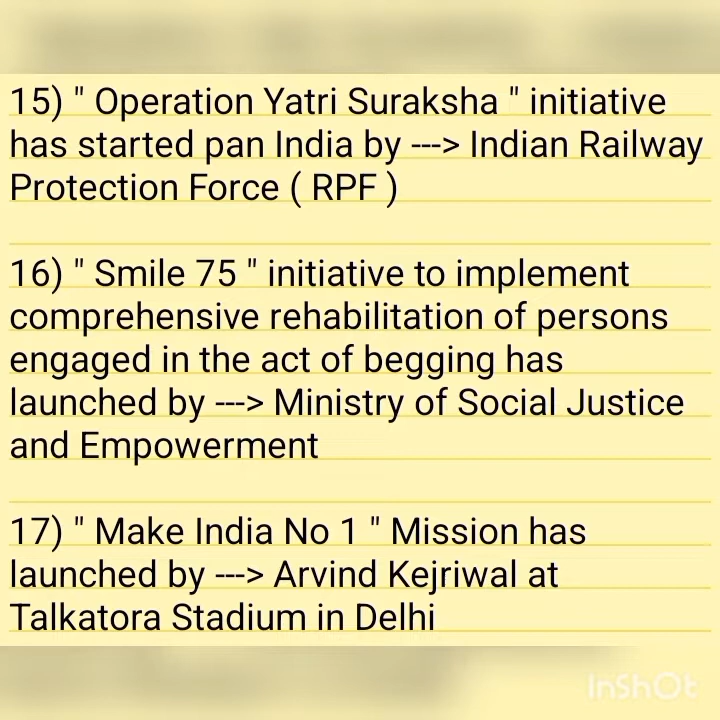 15) " Operation Yatri Suraksha " initiative
has started pan India by ---> Indian Railway
Protection Force ( RPF )
16) " Smile 75 " initiative to implement
comprehensive rehabilitation of persons
engaged in the act of begging has
launched by ---> Ministry of Social Justice
and Empowerment
17) " Make India No 1 " Mission has
launched by ---> Arvind Kejriwal at
Talkatora Stadium in Delhi
InShOt